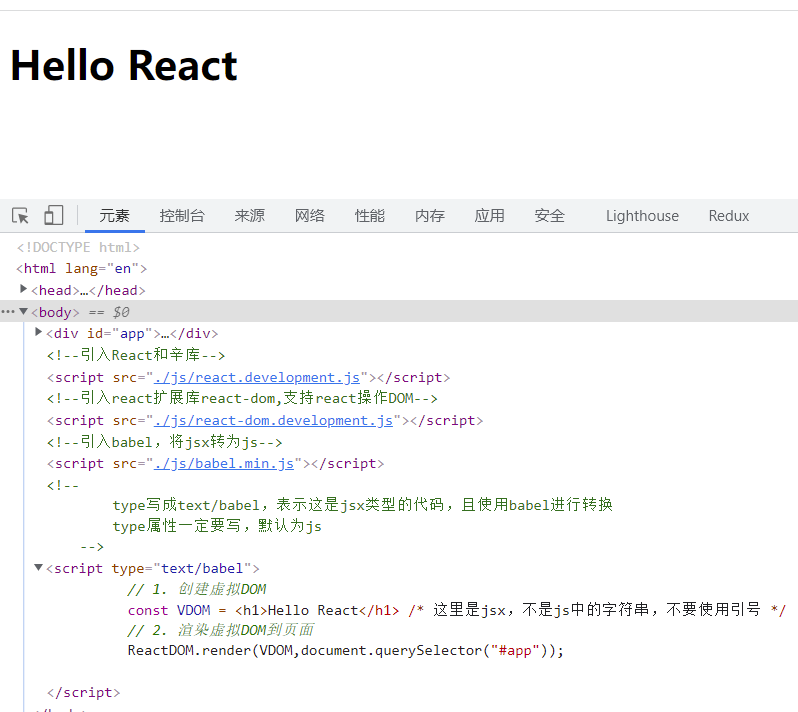 Hello React
元素 控制台 来源 网络 性能 内存 应用 安全 Lighthouse Redux
<!DOCTYPE html>
<html lang="en">
<head>…</head>
<body> == $0
<div id="app">…</div>
<!--引入React和辛库-->
<script src="./js/react.development.js"></script>
<!--引入react扩展库react-dom,支持react操作DOM-->
<script src="./js/react-dom.development.js"></script>
<!--引入babel，将jsx转为js-->
<script src="./js/babel.min.js"></script>
<!--
type写成text/babel，表示这是jsx类型的代码，且使用babel进行转换
type属性一定要写，默认为js
-->
<script type="text/babel">
// 1. 创建虚拟DOM
const VDOM = <h1>Hello React</h1> /* 这里是jsx，不是js中的字符串，不要使用引号 */
// 2. 渲染虚拟DOM到页面
ReactDOM.render(VDOM,document.querySelector("#app"));
</script>